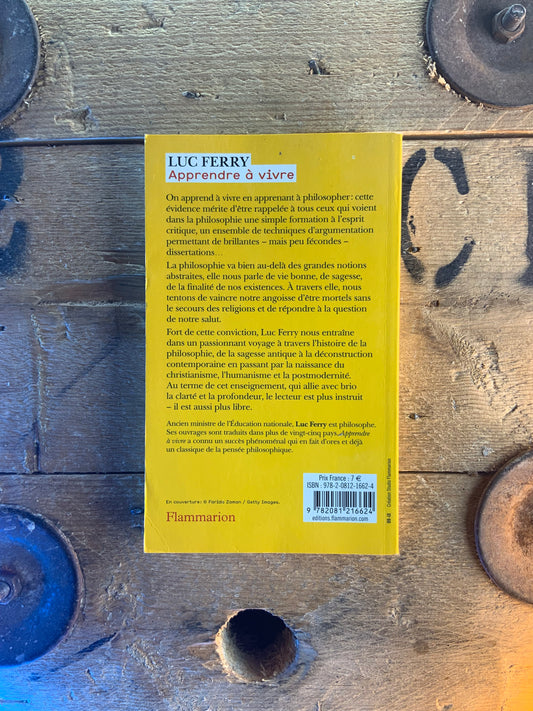 LUC FERRY
Apprendre à vivre
On apprend à vivre en apprenant à philosopher : cette
évidence mérite d'être rappelée à tous ceux qui voient
dans la philosophie une simple formation à l'esprit
critique, un ensemble de techniques d'argumentation
permettant de brillantes – mais peu fécondes –
dissertations…
La philosophie va bien au-delà des grandes notions
abstraites, elle nous parle de vie bonne, de sagesse,
de la finalité de nos existences. À travers elle, nous
tentons de vaincre notre angoisse d'être mortels sans
le secours des religions et de répondre à la question
de notre salut.
Fort de cette conviction, Luc Ferry nous entraîne
dans un passionnant voyage à travers l'histoire de la
philosophie, de la sagesse antique à la déconstruction
contemporaine en passant par la naissance du
christianisme, l'humanisme et la postmodernité.
Au terme de cet enseignement, qui allie avec brio
la clarté et la profondeur, le lecteur est plus instruit
– il est aussi plus libre.
Ancien ministre de l'Éducation nationale, Luc Ferry est philosophe.
Ses ouvrages sont traduits dans plus de vingt-cinq pays. Apprendre
à vivre a connu un succès phénoménal qui en fait d'ores et déjà
un classique de la pensée philosophique.
Prix France : 7 €
ISBN : 978-2-0812-1662-4
9 782081 216624
editions.flammarion.com
En couverture : © Farida Zaman / Getty Images.
Flammarion
Création Studio Flammarion
C